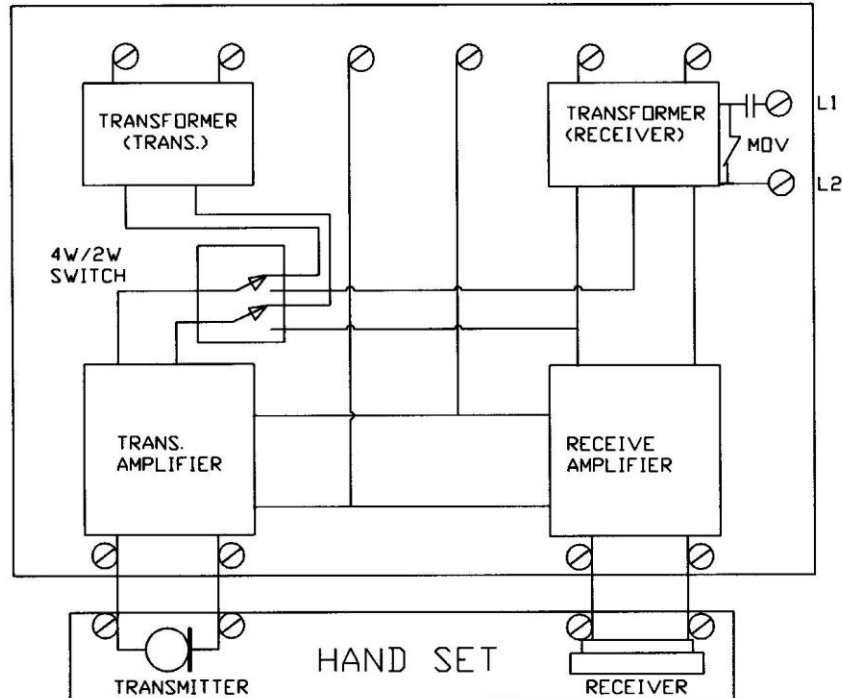 TRANSFORMER
(TRANS.)
TRANSFORMER
(RECEIVER)
L1
MOV
L2
4W/2W
SWITCH
TRANS.
AMPLIFIER
RECEIVE
AMPLIFIER
HAND SET
TRANSMITTER
RECEIVER